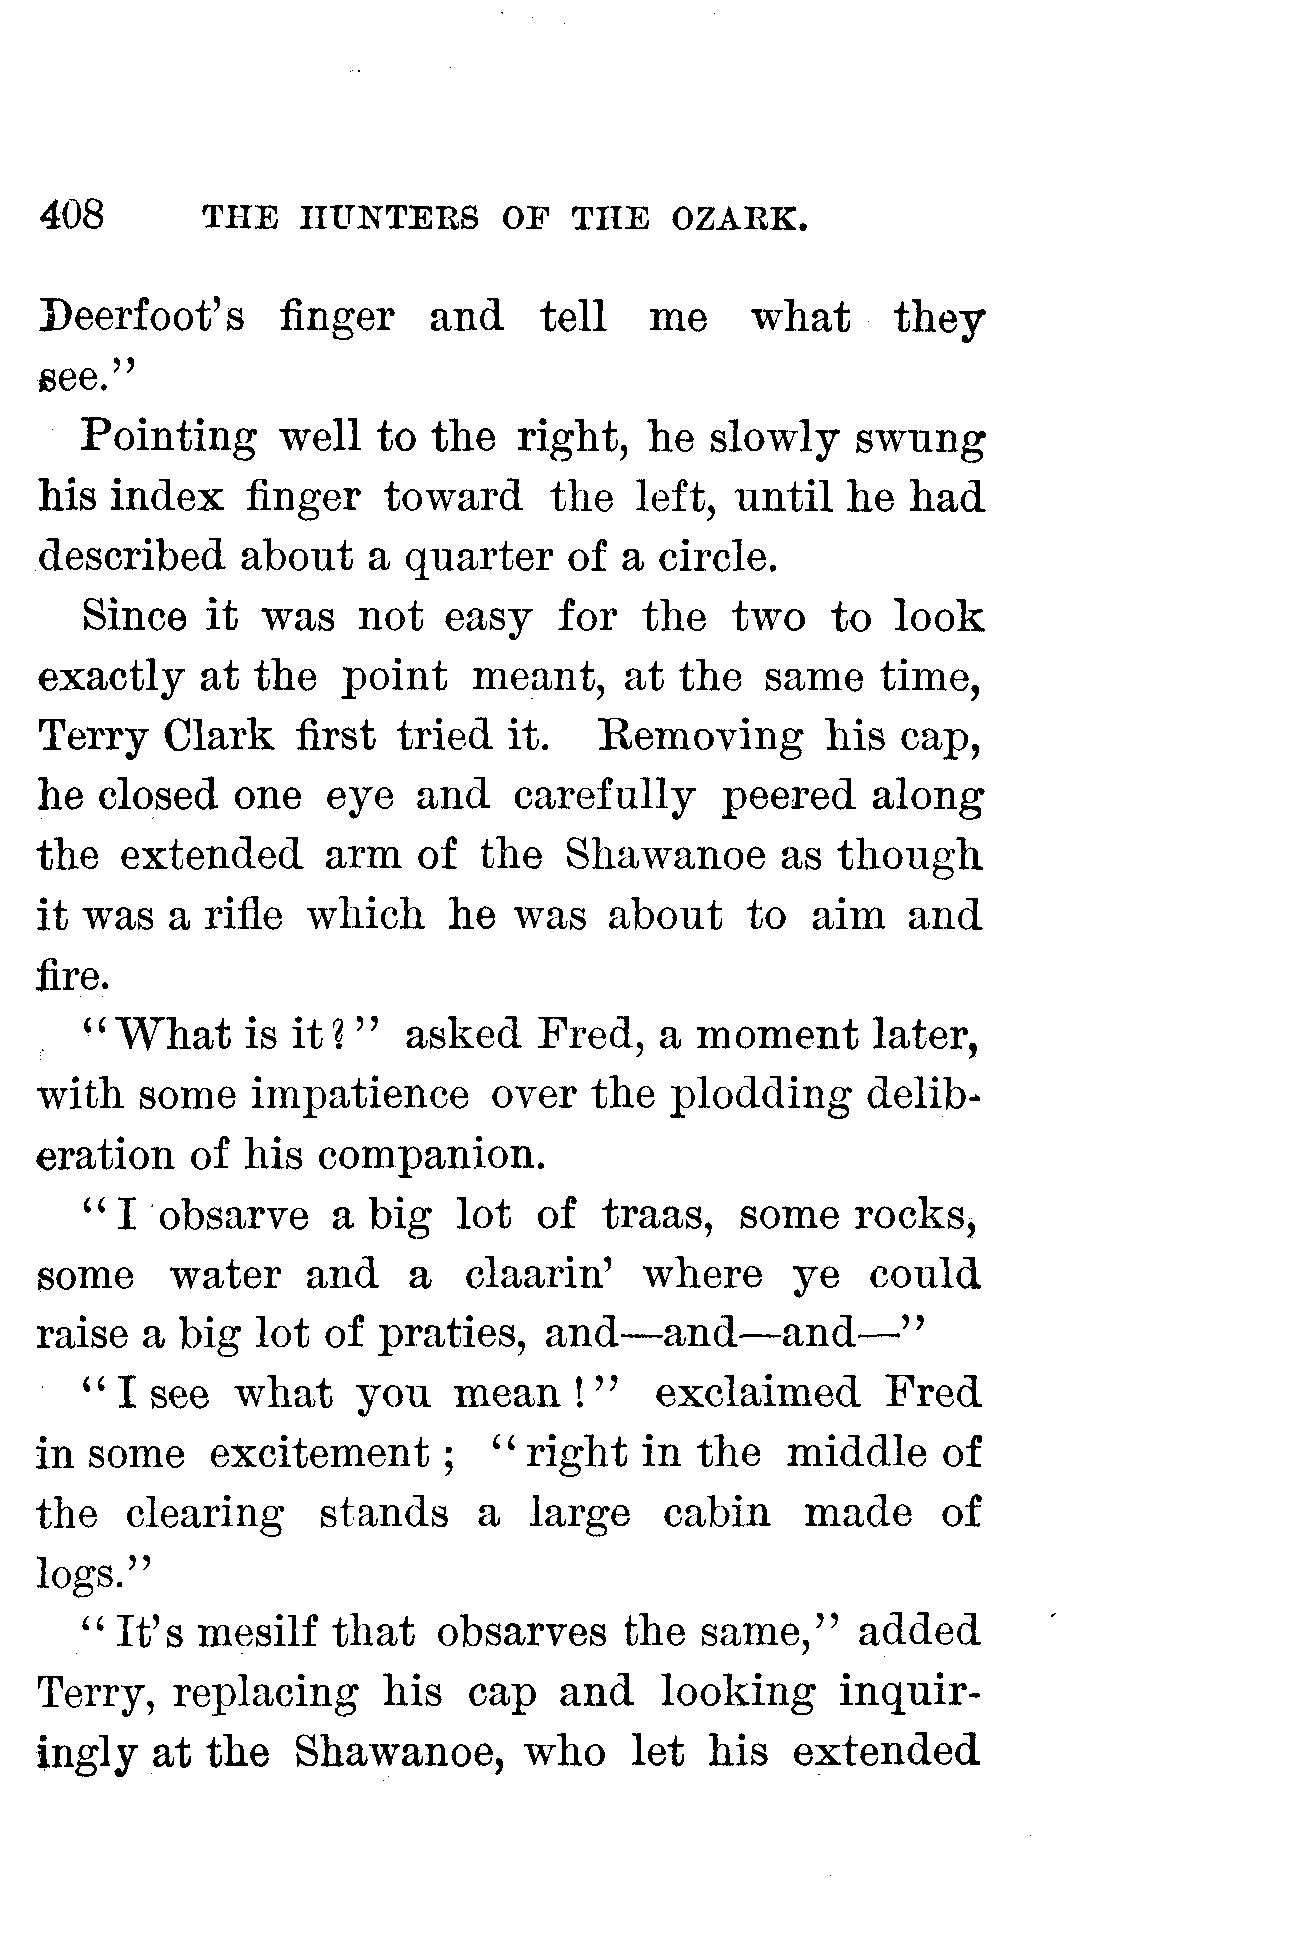 408 THE HUNTERS OF THE OZARK.
Deerfoot's finger and tell me what they
see."
Pointing well to the right, he slowly swung
his index finger toward the left, until he had
described about a quarter of a circle.
Since it was not easy for the two to look
exactly at the point meant, at the same time,
Terry Clark first tried it. Removing his cap,
he closed one eye and carefully peered along
the extended arm of the Shawanoe as though
it was a rifle which he was about to aim and
fire.
"What is it?" asked Fred, a moment later,
with some impatience over the plodding delib-
eration of his companion.
"I obsarve a big lot of traas, some rocks,
some water and a claarin' where ye could
raise a big lot of praties, and—and—and—"
"I see what you mean!" exclaimed Fred
in some excitement; "right in the middle of
the clearing stands a large cabin made of
logs."
"It's mesilf that obsarves the same," added
Terry, replacing his cap and looking inquir-
ingly at the Shawanoe, who let his extended